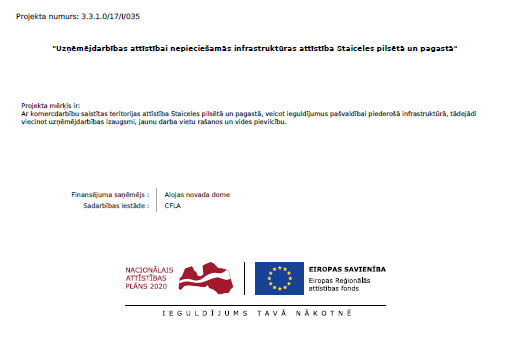 Projekta numurs: 3.3.1.0/17/I/035
"Uzņēmējdarbības attīstībai nepieciešamās infrastruktūras attīstība Staiceles pilsētā un pagastā"
Projekta mērķis ir:
Ar komercdarbību saistītas teritorijas attīstība Staiceles pilsētā un pagastā, veicot ieguldījumus pašvaldībai piederošā infrastruktūrā, tādejādi
viecinot uzņēmējdarbības izaugsmi, jaunu darba vietu rašanos un vides pievilcību.
Finansējuma saņēmējs : Alojas novada dome
Sadarbības iestāde : CFLA
NACIONĀLAIS
ATTĪSTĪBAS
PLĀNS 2020
EIROPAS SAVIENĪBA
Eiropas Reģionālās
attīstības fonds
IEGULDĪJUMS TAVĀ NĀKOTNĒ